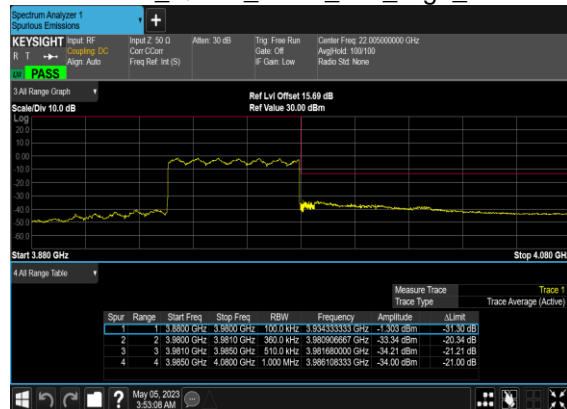 Spectrum Analyzer 1
Spurious Emissions
+
KEYSIGHT Input: RF Input Z: 50 Ω Atten: 30 dB Trig: Free Run Center Freq: 22.005000000 GHz
R T Coupling: DC Corr CCorr Gate: Off Avg|Hold: 100/100
Align: Auto Freq Ref: Int (S) IF Gain: Low Radio Std: None
PASS
3 All Range Graph
Ref Lvl Offset 15.69 dB
Scale/Div 10.0 dB Ref Value 30.00 dBm
Log
20.0
10.0
0.00
-10.0
-20.0
-30.0
-40.0
-50.0
-60.0
Start 3.880 GHz Stop 4.080 GH
4 All Range Table
Measure Trace Trace 1
Trace Type Trace Average (Active)
Spur Range Start Freq Stop Freq RBW Frequency Amplitude ΔLimit
1 1 3.8800 GHz 3.9800 GHz 100.0 kHz 3.934333333 GHz -1.303 dBm -31.30 dB
2 2 3.9800 GHz 3.9810 GHz 360.0 kHz 3.980906667 GHz -33.34 dBm -20.34 dB
3 3 3.9810 GHz 3.9850 GHz 510.0 kHz 3.981680000 GHz -34.21 dBm -21.21 dB
4 4 3.9850 GHz 4.0800 GHz 1.000 MHz 3.986108333 GHz -34.00 dBm -21.00 dB
? May 05, 2023
3:53:08 AM